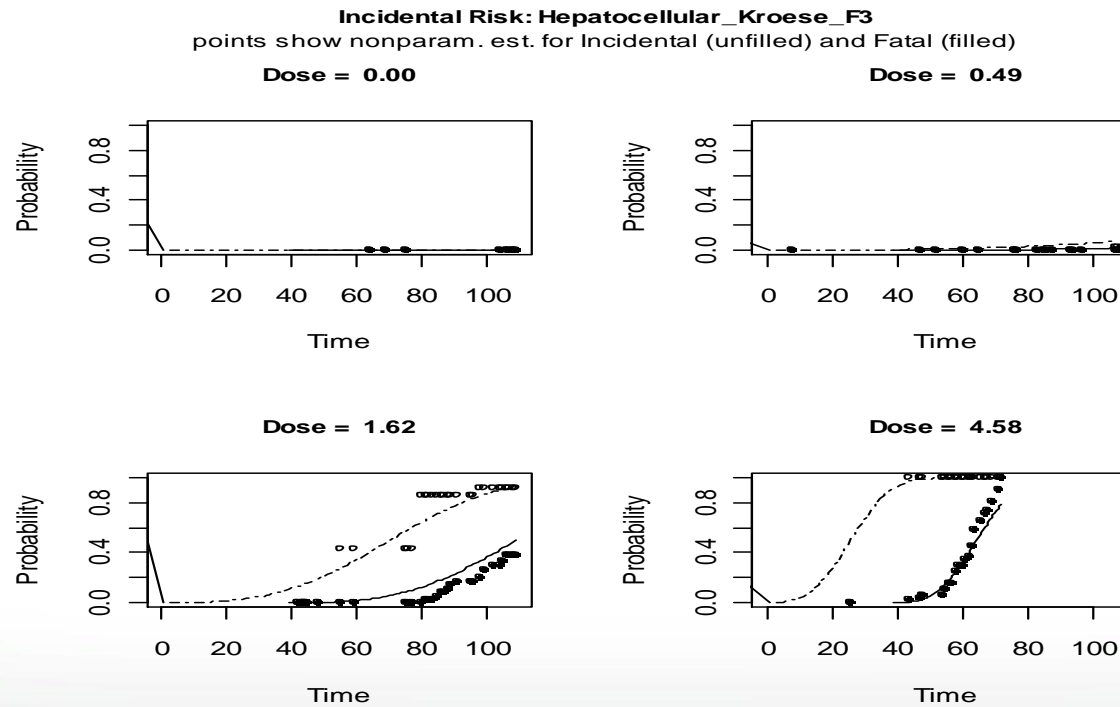 Incidental Risk: Hepatocellular_Kroese_F3
points show nonparam. est. for Incidental (unfilled) and Fatal (filled)
Dose = 0.00
Probability
0.0 0.4 0.8
0 20 40 60 80 100
Time
Dose = 0.49
Probability
0.0 0.4 0.8
0 20 40 60 80 100
Time
Dose = 1.62
Probability
0.0 0.4 0.8
0 20 40 60 80 100
Time
Dose = 4.58
Probability
0.0 0.4 0.8
0 20 40 60 80 100
Time